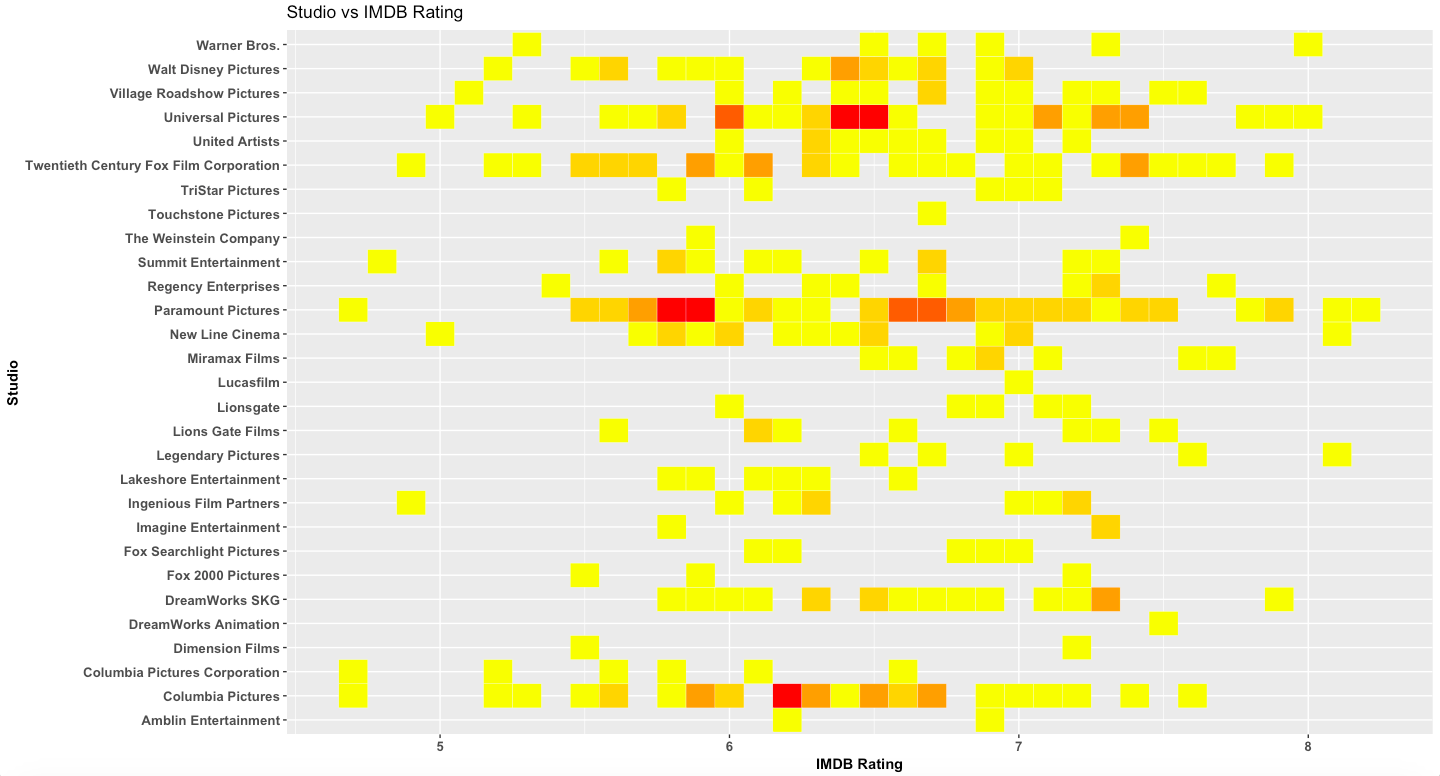 Studio vs IMDB Rating
Warner Bros.
Walt Disney Pictures
Village Roadshow Pictures
Universal Pictures
United Artists
Twentieth Century Fox Film Corporation
TriStar Pictures
Touchstone Pictures
The Weinstein Company
Summit Entertainment
Regency Enterprises
Paramount Pictures
New Line Cinema
Miramax Films
Lucasfilm
Lionsgate
Lions Gate Films
Legendary Pictures
Lakeshore Entertainment
Ingenious Film Partners
Imagine Entertainment
Fox Searchlight Pictures
Fox 2000 Pictures
DreamWorks SKG
DreamWorks Animation
Dimension Films
Columbia Pictures Corporation
Columbia Pictures
Amblin Entertainment
Studio
5 6 7 8
IMDB Rating